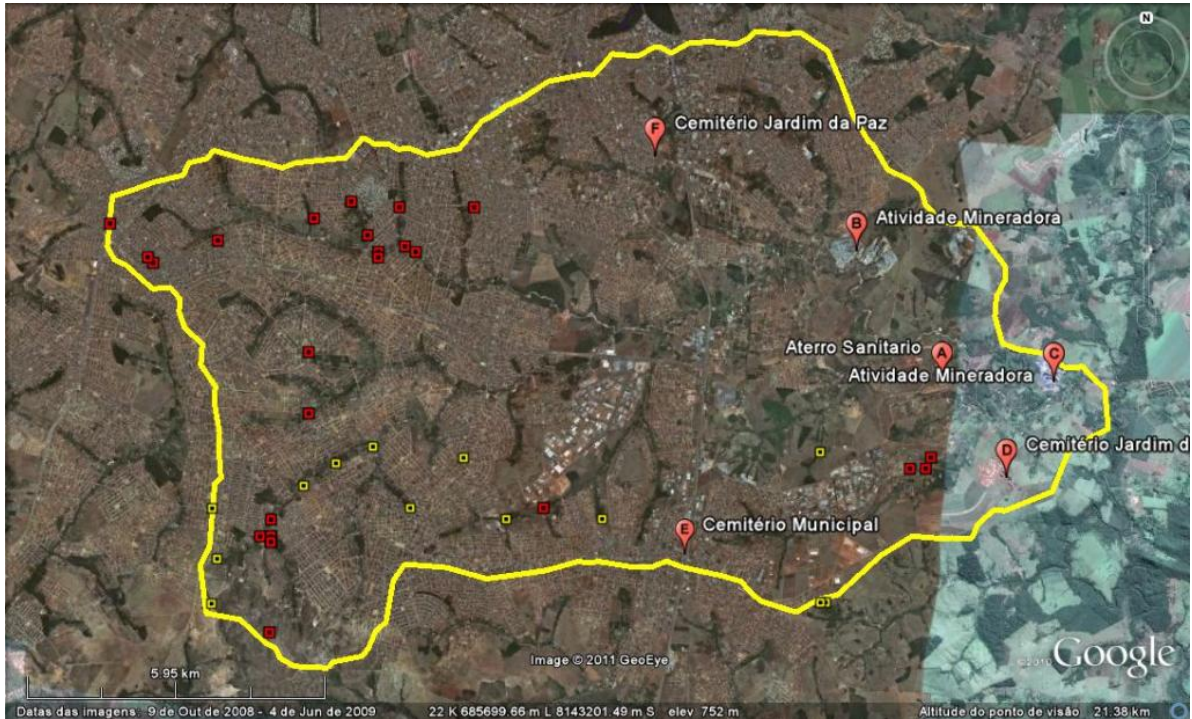 N
F
Cemitério Jardim da Paz
B
Atividade Mineradora
Aterro Sanitario
A
C
Atividade Mineradora
D
Cemitério Jardim d
E
Cemitério Municipal
5.95 km
Image © 2011 GeoEye
©2010 Google
Datas das imagens: 9 de Out de 2008 - 4 de Jun de 2009
22 K 685699.66 m L 8143201.49 m S elev 752 m
Altitude do ponto de visão 21.38 km